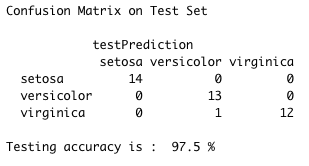 Confusion Matrix on Test Set
testPrediction
setosa versicolor virginica
setosa 14 0 0
versicolor 0 13 0
virginica 0 1 12
Testing accuracy is :  97.5 %